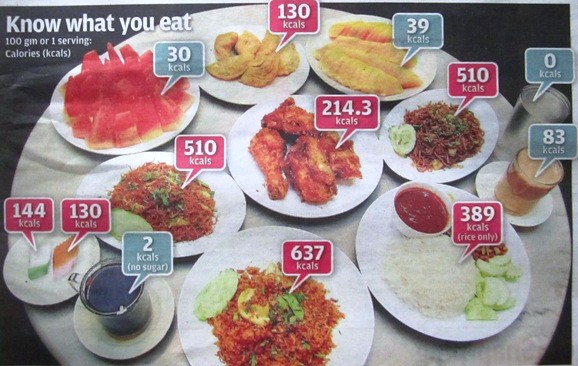 Know what you eat
100 gm or 1 serving:
Calories (kcals)
30
kcals
130
kcals
39
kcals
510
kcals
0
kcals
214.3
kcals
510
kcals
83
kcals
144
kcals
130
kcals
2
kcals
(no sugar)
637
kcals
389
kcals
(rice only)